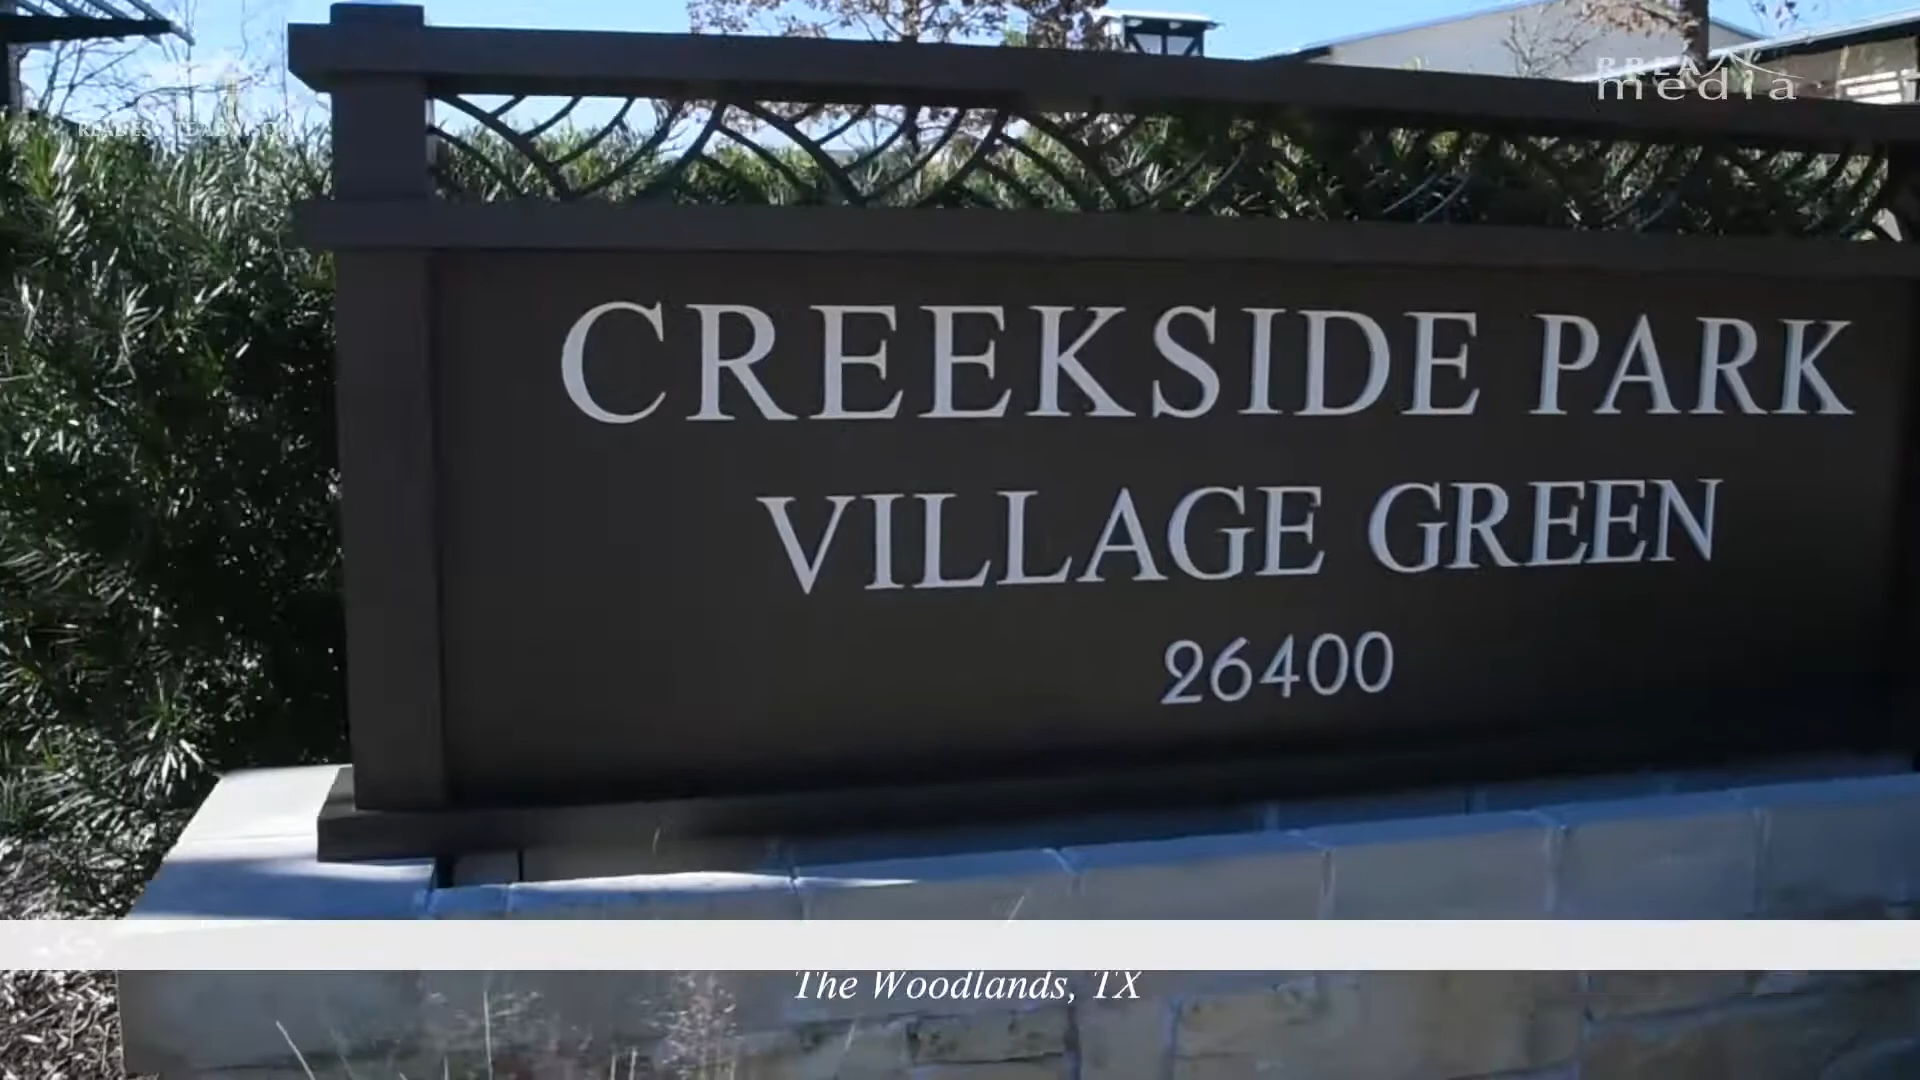 media
CREEKSIDE PARK
VILLAGE GREEN
26400
The Woodlands, TX